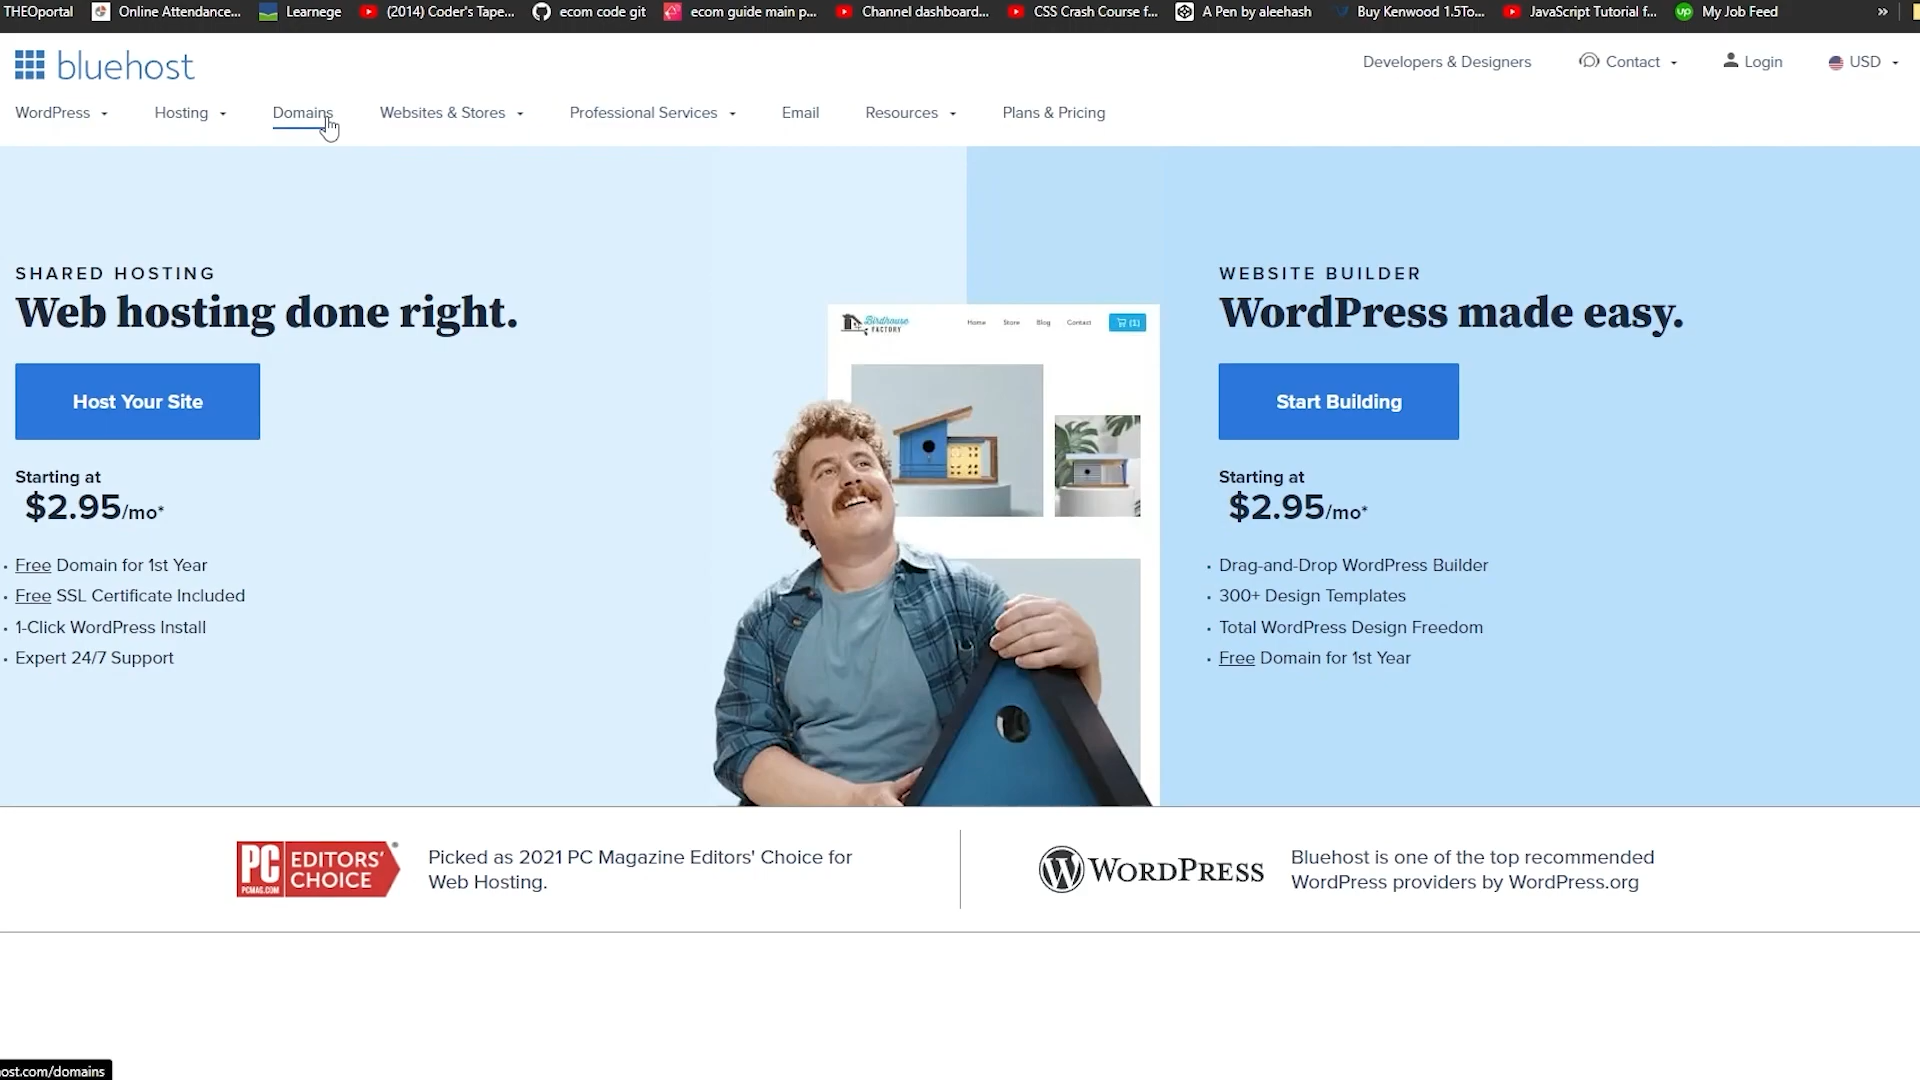 THEOportal Online Attendance... Learnege (2014) Coder's Tape... ecom code git ecom guide main p... Channel dashboard... CSS Crash Course f... A Pen by aleehash Buy Kenwood 1.5To... JavaScript Tutorial f... up My Job Feed »
bluehost
Developers & Designers Contact Login USD
WordPress Hosting Domains Websites & Stores Professional Services Email Resources Plans & Pricing
SHARED HOSTING
Web hosting done right.
Host Your Site
Starting at
$2.95/mo*
· Free Domain for 1st Year
· Free SSL Certificate Included
· 1-Click WordPress Install
· Expert 24/7 Support
Birdhouse
FACTORY
Home Store Blog Contact (1)
WEBSITE BUILDER
WordPress made easy.
Start Building
Starting at
$2.95/mo*
· Drag-and-Drop WordPress Builder
· 300+ Design Templates
· Total WordPress Design Freedom
· Free Domain for 1st Year
PC EDITORS'
CHOICE
PCMAG.COM
Picked as 2021 PC Magazine Editors' Choice for
Web Hosting.
WORDPRESS
Bluehost is one of the top recommended
WordPress providers by WordPress.org
ost.com/domains